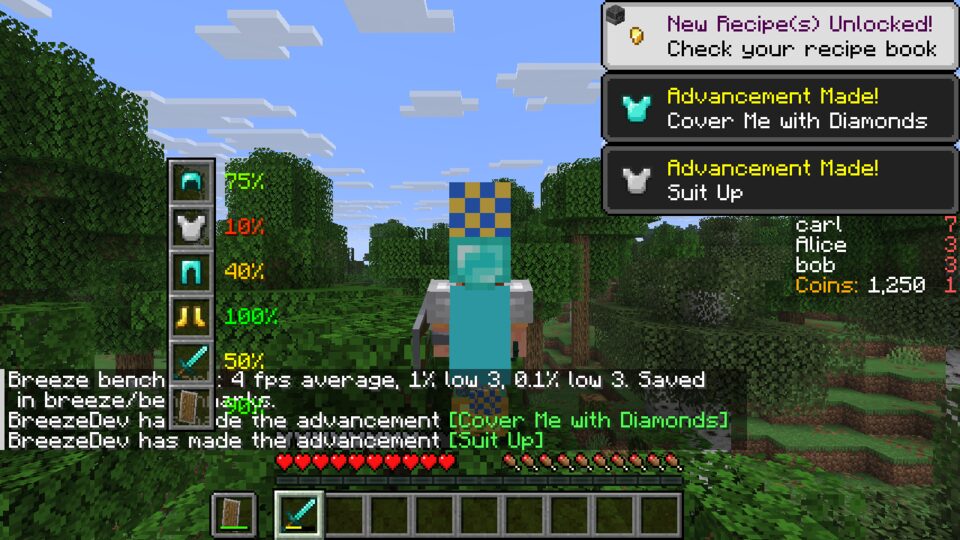 New Recipe(s) Unlocked!
Check your recipe book
Advancement Made!
Cover Me with Diamonds
Advancement Made!
Suit Up
75%
10%
40%
100%
50%
90%
carl 7
Alice 3
bob 3
Coins: 1,250 1
Breeze bench : 4 fps average, 1% low 3, 0.1% low 3. Saved
in breeze/be marks.
BreezeDev ha de the advancement [Cover Me with Diamonds]
BreezeDev has made the advancement [Suit Up]